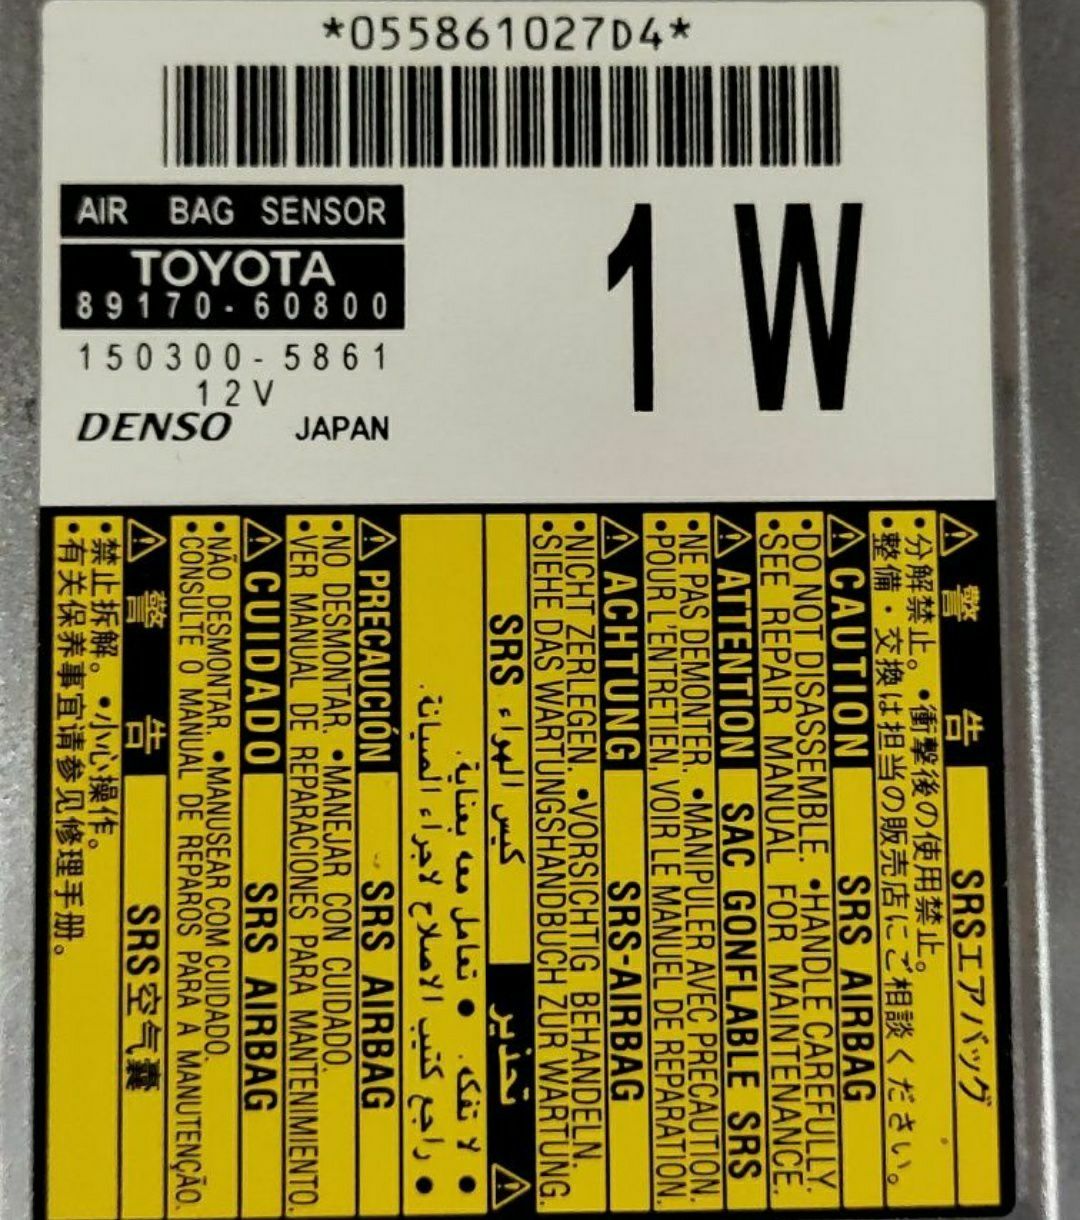 *055861027D4*
AIR BAG SENSOR
TOYOTA
89170-60800
150300-5861
12V
DENSO JAPAN
1 W
⚠ 警告 SRSエアバッグ
・分解禁止。 ・衝撃後の使用禁止。
・整備・交換は担当の販売店にご相談ください。
⚠ CAUTION SRS AIRBAG
•DO NOT DISASSEMBLE. •HANDLE CAREFULLY.
•SEE REPAIR MANUAL FOR MAINTENANCE.
⚠ ATTENTION SAC GONFLABLE SRS
•NE PAS DEMONTER. •MANIPULER AVEC PRECAUTION.
•POUR L'ENTRETIEN, VOIR LE MANUEL DE REPARATION.
⚠ ACHTUNG SRS-AIRBAG
•NICHT ZERLEGEN. •VORSICHTIG BEHANDELN.
•SIEHE DAS WARTUNGSHANDBUCH ZUR WARTUNG.
⚠ تحذير كيس الهواء SRS
• لا تفكه. • تعامل معه بعناية.
• راجع كتيب الاصلاح لاجراء الصيانة.
⚠ PRECAUCIÓN SRS AIRBAG
•NO DESMONTAR. •MANEJAR CON CUIDADO.
•VER MANUAL DE REPARACIONES PARA MANTENIMIENTO.
⚠ CUIDADO SRS AIRBAG
•NÃO DESMONTAR. •MANUSEAR COM CUIDADO.
•CONSULTE O MANUAL DE REPAROS PARA A MANUTENÇÃO.
⚠ 警告 SRS空气囊
•禁止拆解。 •小心操作。
•有关保养事宜请参见修理手册。